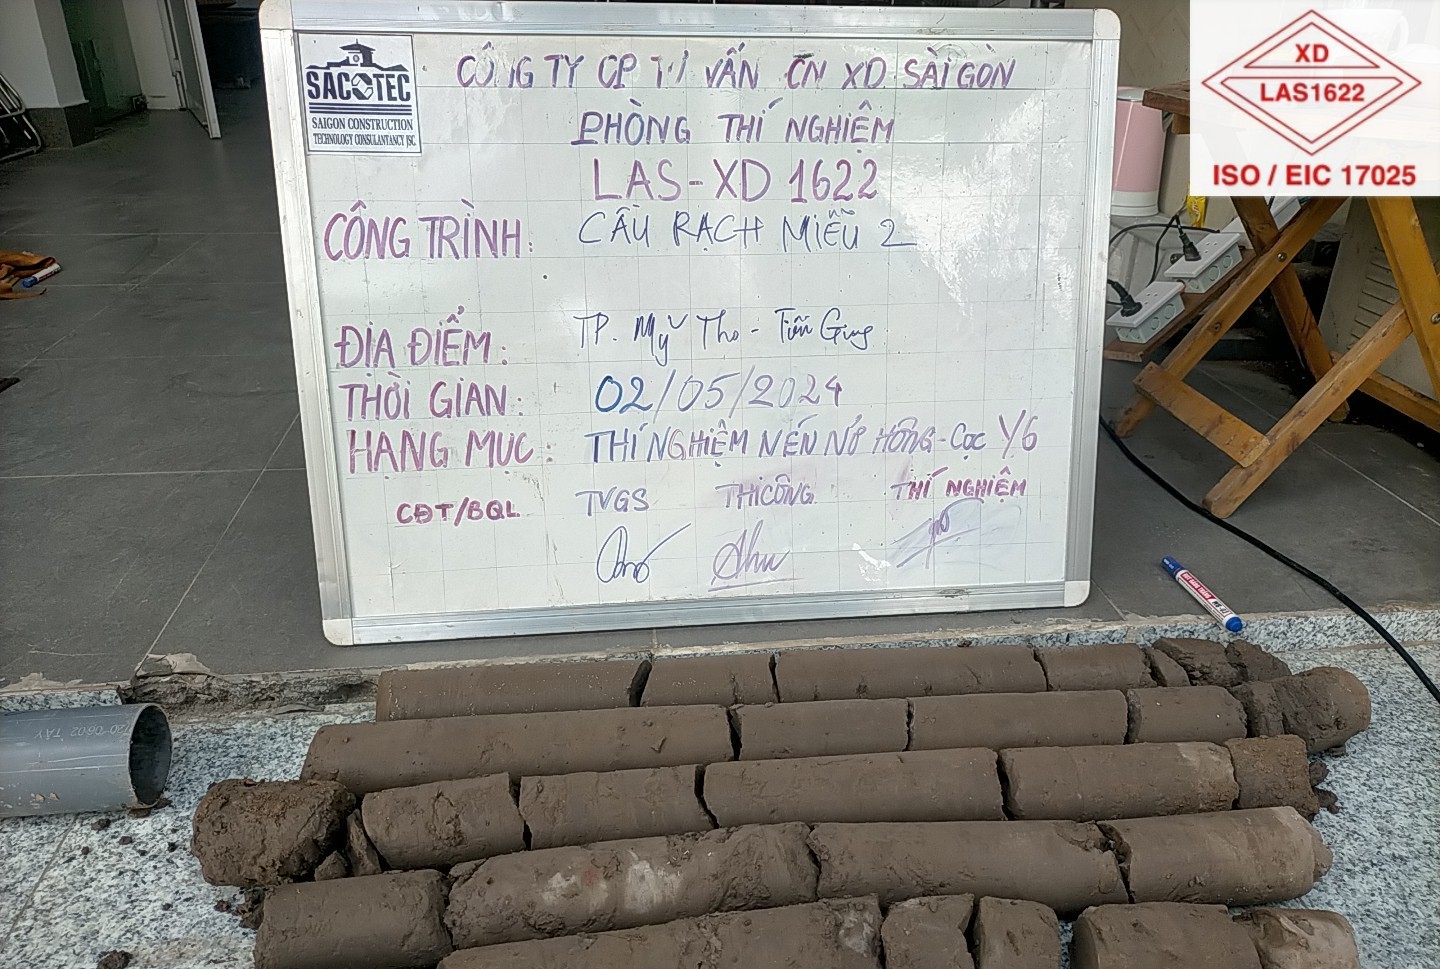 SACOTEC
SAIGON CONSTRUCTION
TECHNOLOGY CONSULANTANCY JSC
CÔNG TY CP TƯ VẤN CN XD SÀI GÒN
PHÒNG THÍ NGHIỆM
LAS-XD 1622
XD
LAS1622
ISO / EIC 17025
CÔNG TRÌNH: CẦU RẠCH MIỄU 2
ĐỊA ĐIỂM: TP. Mỹ Tho - Tiền Giang
THỜI GIAN: 02/05/2024
HẠNG MỤC: THÍ NGHIỆM NÉN NỞ HÔNG - Cọc Y6
CĐT/BQL TVGS THI CÔNG THÍ NGHIỆM